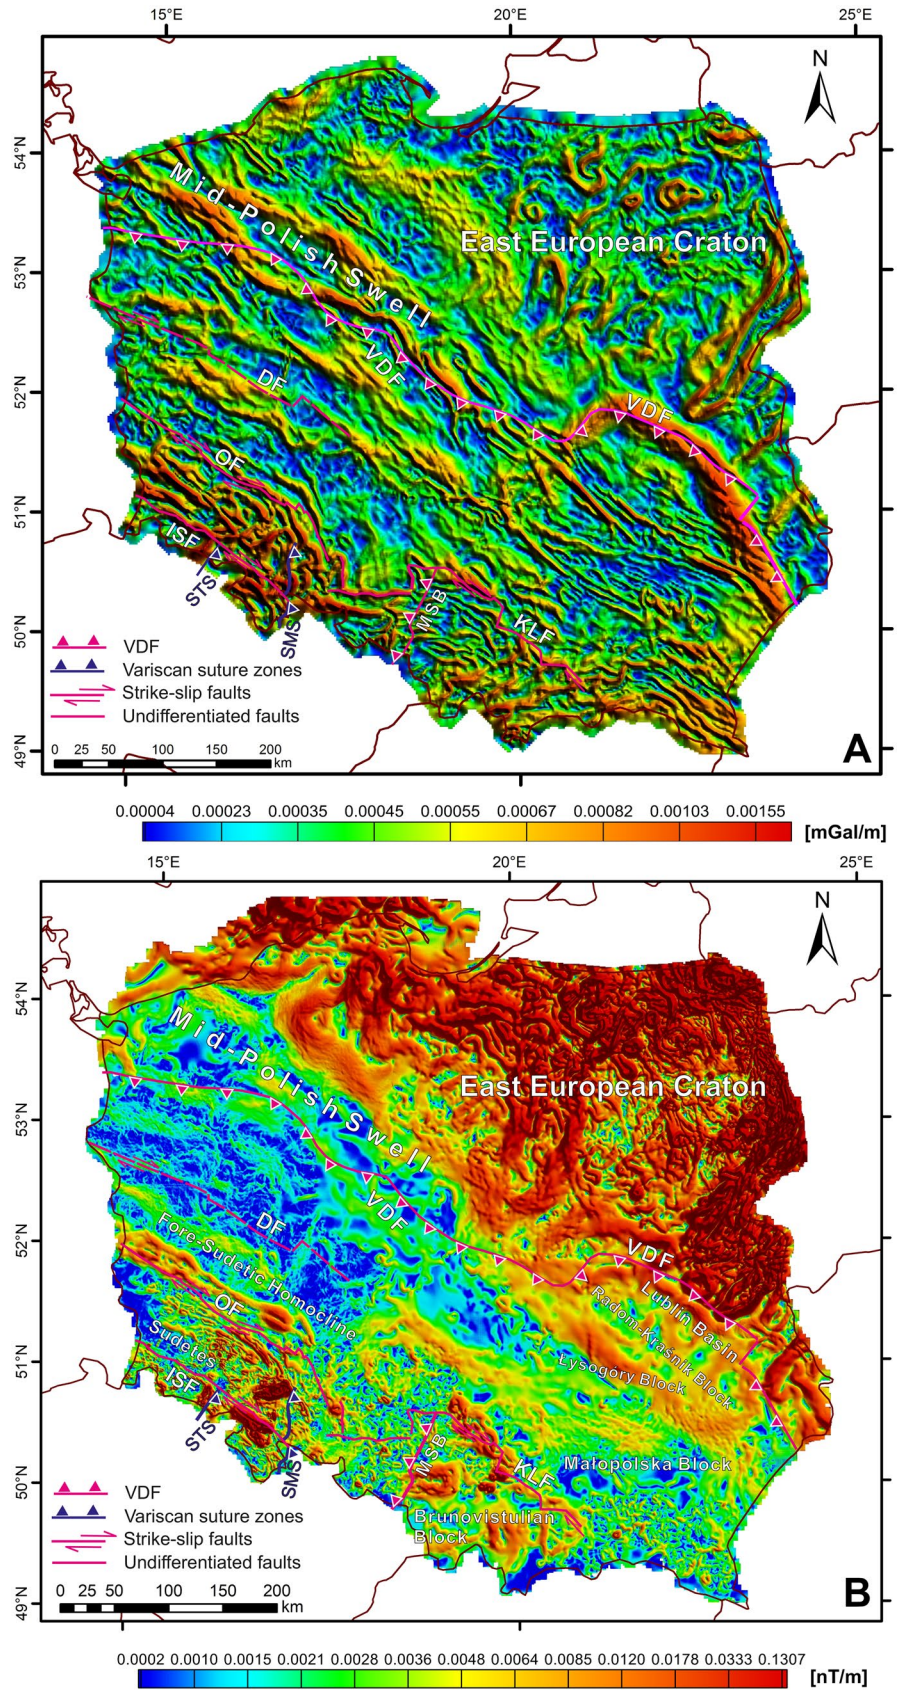 15°E 20°E 25°E
N
54°N
Mid-Polish Swell
East European Craton
53°N
VDF
52°N
DF
VDF
OF
51°N
ISF
STS
MSB
50°N
SMS
KLF
VDF
Variscan suture zones
Strike-slip faults
Undifferentiated faults
49°N
0 25 50 100 150 200
km
A
0.00004 0.00023 0.00035 0.00045 0.00055 0.00067 0.00082 0.00103 0.00155
[mGal/m]
15°E 20°E 25°E
N
54°N
Mid-Polish Swell
East European Craton
53°N
VDF
52°N
DF
VDF
Fore-Sudetic Homocline
Lublin Basin
Radom-Kraśnik Block
OF
Sudetes
51°N
Łysogóry Block
ISF
STS
MSB
SMS
KLF
Małopolska Block
50°N
Brunovistulian
Block
VDF
Variscan suture zones
Strike-slip faults
Undifferentiated faults
0 25 50 100 150 200
km
49°N
B
0.0002 0.0010 0.0015 0.0021 0.0028 0.0036 0.0048 0.0064 0.0085 0.0120 0.0178 0.0333 0.1307
[nT/m]